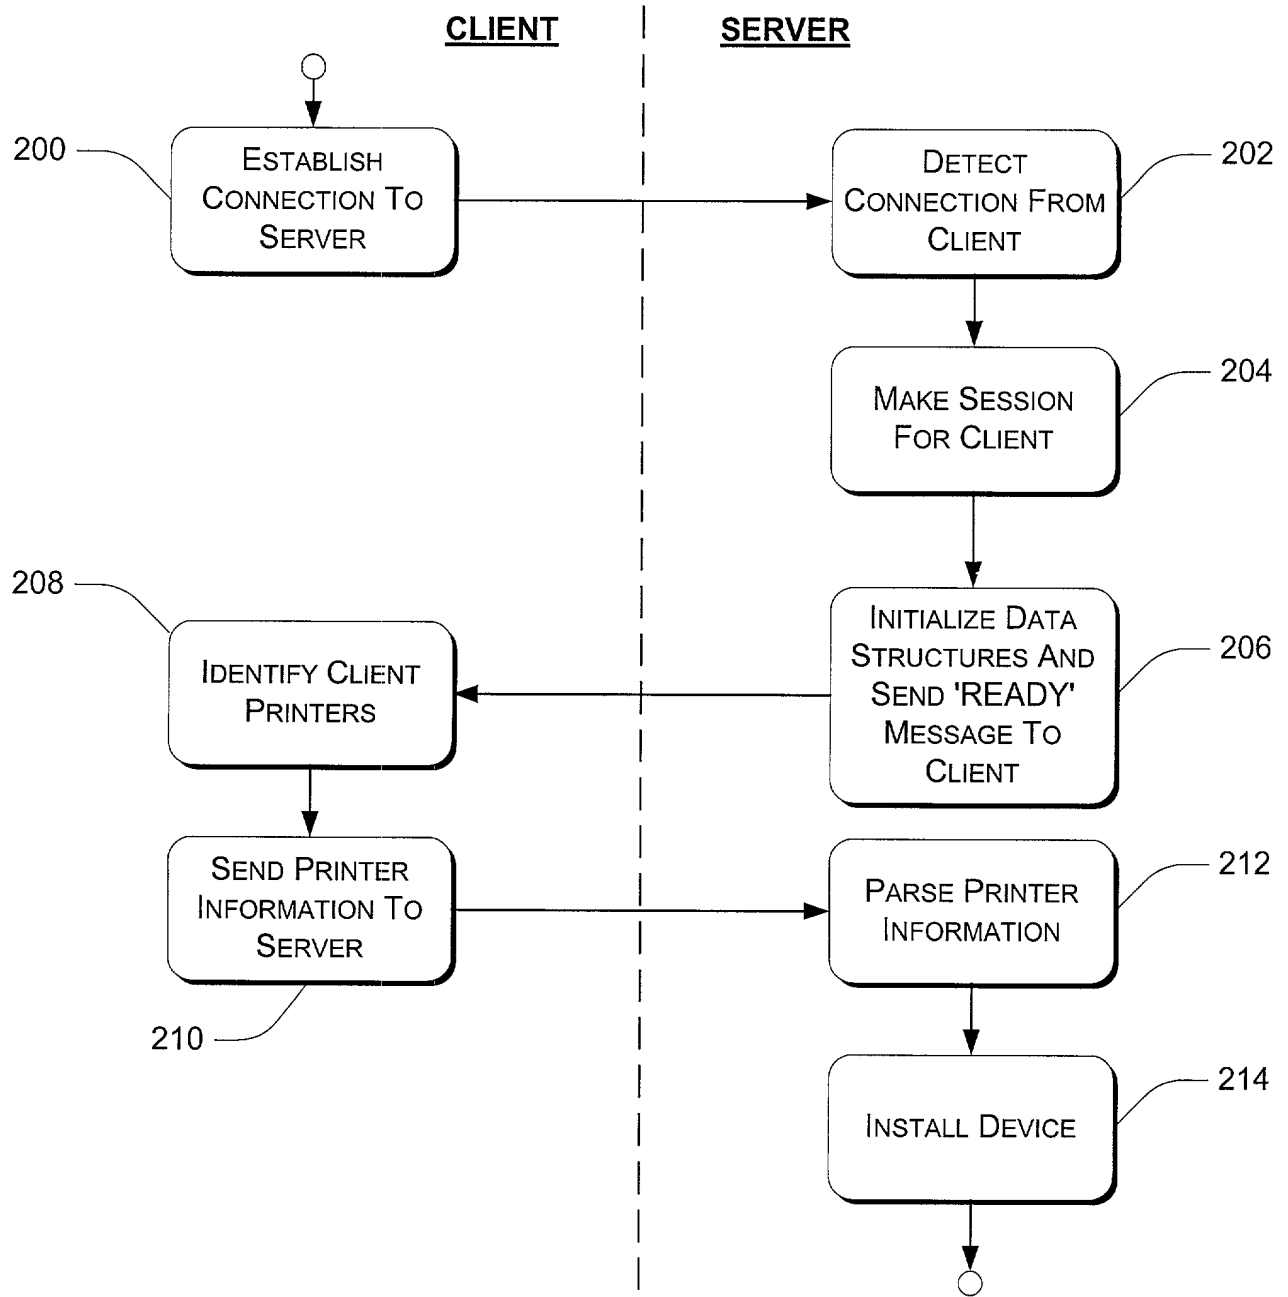 CLIENT
SERVER
200
ESTABLISH
CONNECTION TO
SERVER
DETECT
CONNECTION FROM
CLIENT
202
MAKE SESSION
FOR CLIENT
204
INITIALIZE DATA
STRUCTURES AND
SEND 'READY'
MESSAGE TO
CLIENT
206
208
IDENTIFY CLIENT
PRINTERS
SEND PRINTER
INFORMATION TO
SERVER
210
PARSE PRINTER
INFORMATION
212
INSTALL DEVICE
214